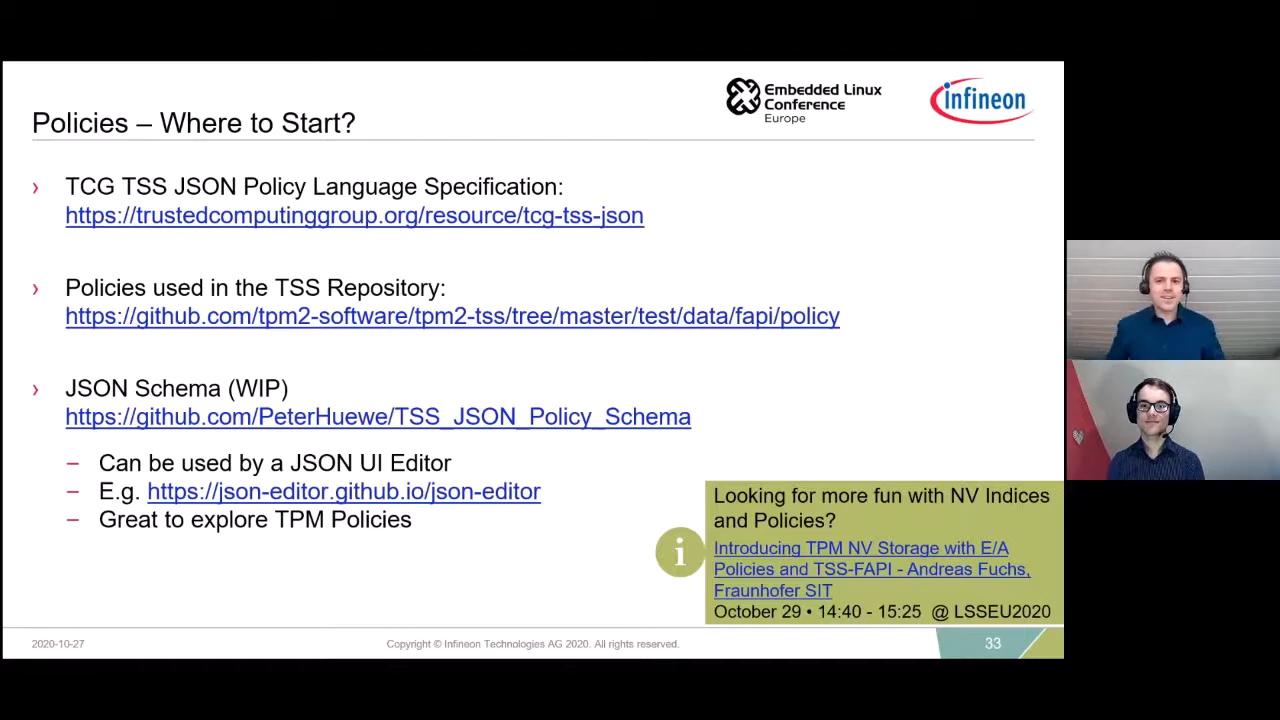 Embedded Linux
Conference
Europe
infineon
Policies – Where to Start?
› TCG TSS JSON Policy Language Specification:
https://trustedcomputinggroup.org/resource/tcg-tss-json
› Policies used in the TSS Repository:
https://github.com/tpm2-software/tpm2-tss/tree/master/test/data/fapi/policy
› JSON Schema (WIP)
https://github.com/PeterHuewe/TSS_JSON_Policy_Schema
– Can be used by a JSON UI Editor
– E.g. https://json-editor.github.io/json-editor
– Great to explore TPM Policies
i
Looking for more fun with NV Indices
and Policies?
Introducing TPM NV Storage with E/A
Policies and TSS-FAPI - Andreas Fuchs,
Fraunhofer SIT
October 29 • 14:40 - 15:25 @ LSSEU2020
2020-10-27
Copyright © Infineon Technologies AG 2020. All rights reserved.
33